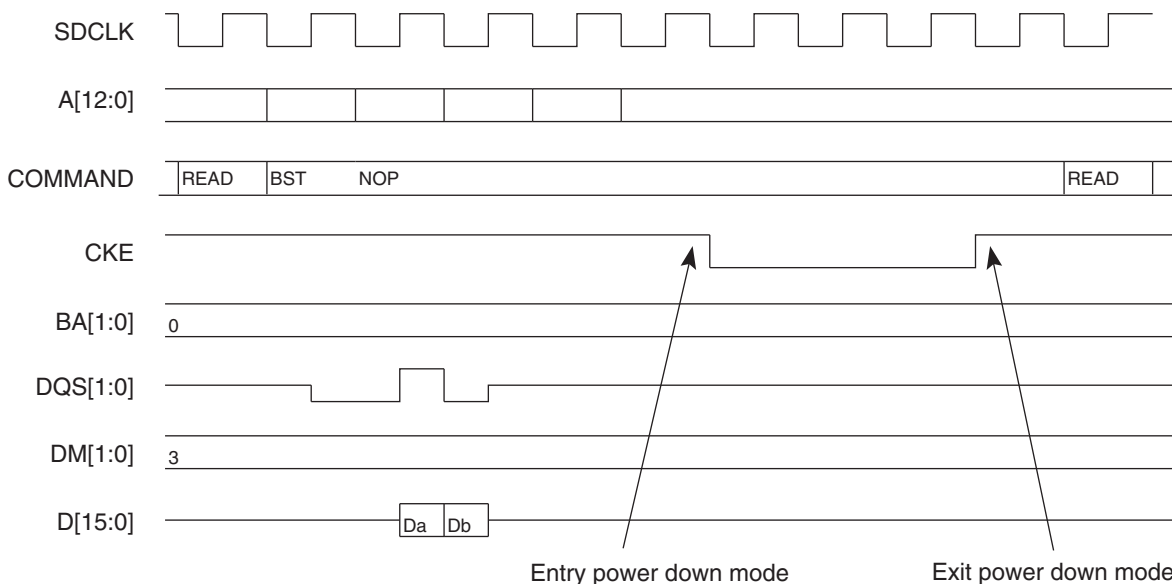 SDCLK
A[12:0]
COMMAND READ BST NOP READ
CKE
BA[1:0] 0
DQS[1:0]
DM[1:0] 3
D[15:0] Da Db
Entry power down mode Exit power down mode